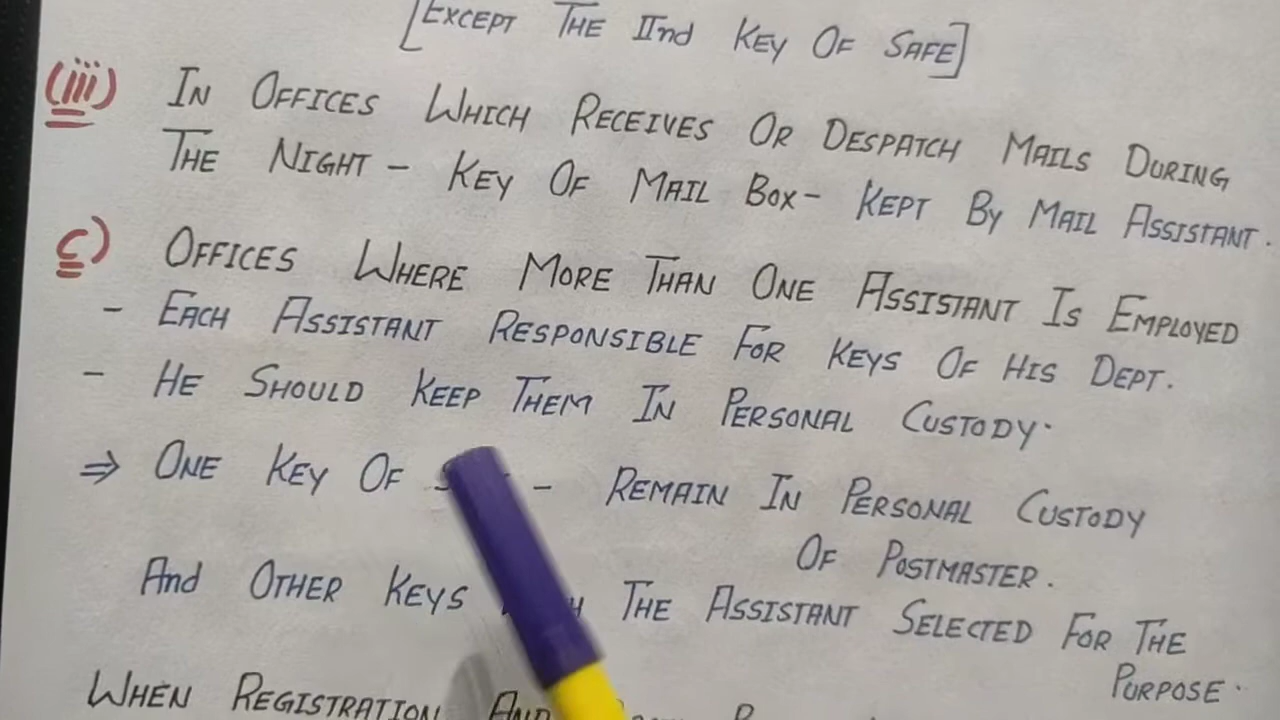 [EXCEPT THE IInd KEY OF SAFE]
(iii) IN OFFICES WHICH RECEIVES OR DESPATCH MAILS DURING
THE NIGHT - KEY OF MAIL BOX - KEPT BY MAIL ASSISTANT.
c) OFFICES WHERE MORE THAN ONE ASSISTANT IS EMPLOYED
- EACH ASSISTANT RESPONSIBLE FOR KEYS OF HIS DEPT.
- HE SHOULD KEEP THEM IN PERSONAL CUSTODY.
⇒ ONE KEY OF - REMAIN IN PERSONAL CUSTODY
OF POSTMASTER.
And OTHER KEYS THE ASSISTANT SELECTED FOR THE
PURPOSE.
WHEN REGISTRATION AND